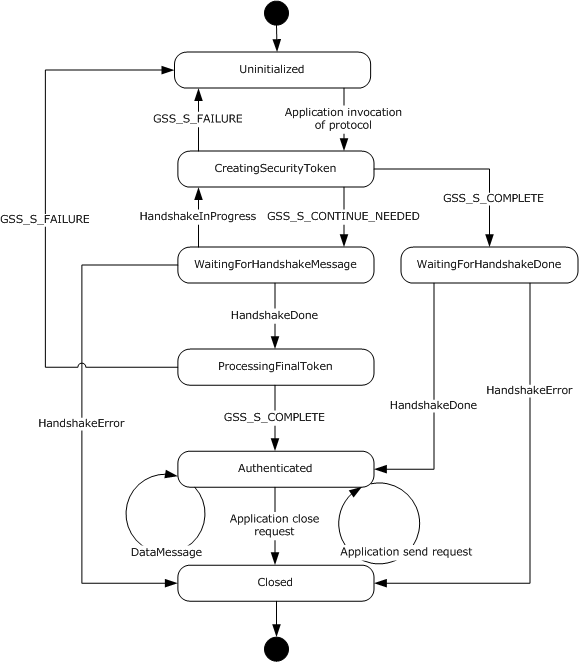 Uninitialized
Application invocation
of protocol
GSS_S_FAILURE
CreatingSecurityToken
GSS_S_COMPLETE
GSS_S_FAILURE
HandshakeInProgress
GSS_S_CONTINUE_NEEDED
WaitingForHandshakeMessage
WaitingForHandshakeDone
HandshakeDone
ProcessingFinalToken
HandshakeError
HandshakeDone
GSS_S_COMPLETE
HandshakeError
Authenticated
Application close
request
DataMessage
Application send request
Closed